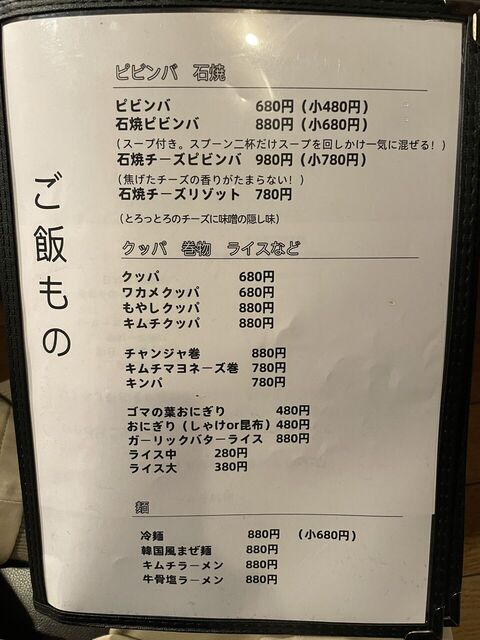 ご飯もの
ビビンバ 石焼
ビビンバ 680円（小480円）
石焼ビビンバ 880円（小680円）
（スープ付き。スプーン二杯だけスープを回しかけ一気に混ぜる！）
石焼チーズビビンバ 980円（小780円）
（焦げたチーズの香りがたまらない！）
石焼チーズリゾット 780円
（とろっとろのチーズに味噌の隠し味）
クッパ 巻物 ライスなど
クッパ 680円
ワカメクッパ 680円
もやしクッパ 880円
キムチクッパ 880円
チャンジャ巻 880円
キムチマヨネーズ巻 780円
キンパ 780円
ゴマの葉おにぎり 480円
おにぎり（しゃけor昆布）480円
ガーリックバターライス 880円
ライス中 280円
ライス大 380円
麺
冷麺 880円 （小680円）
韓国風まぜ麺 880円
キムチラーメン 880円
牛骨塩ラーメン 880円